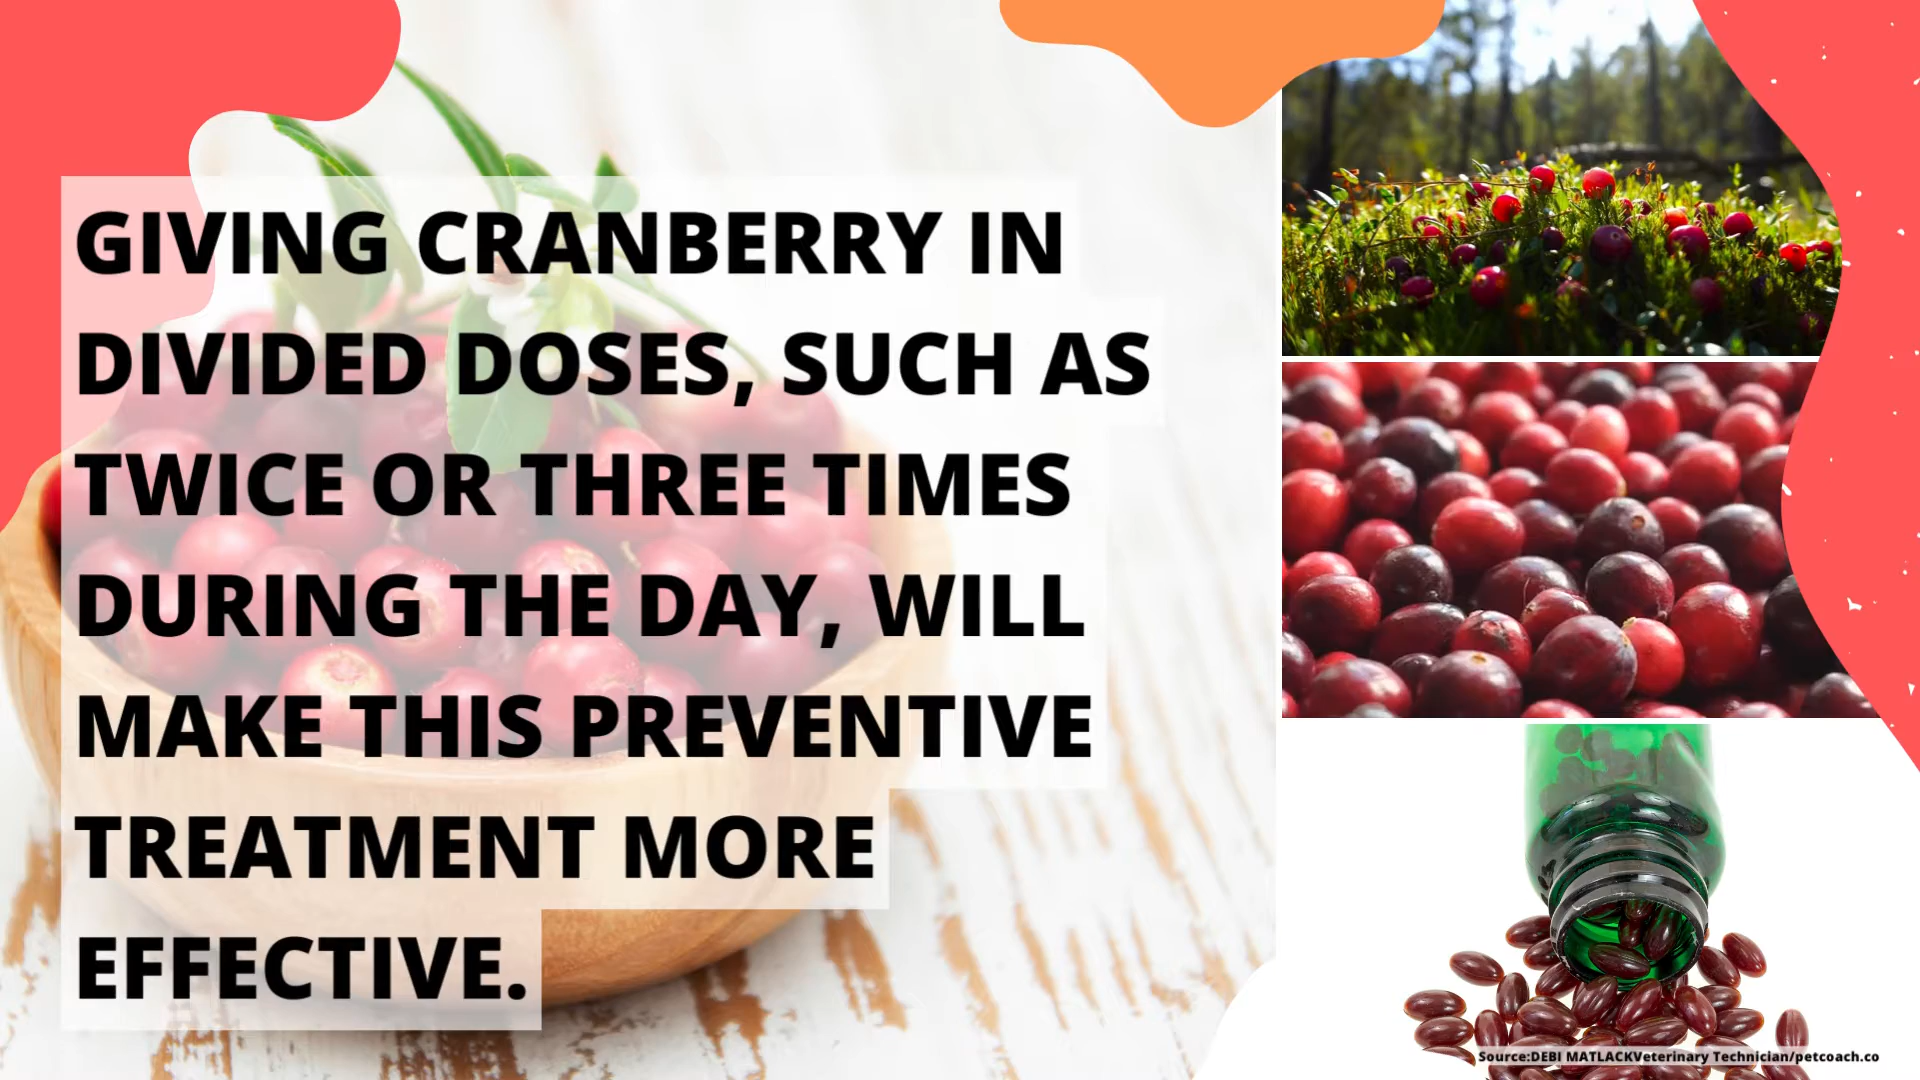 GIVING CRANBERRY IN
DIVIDED DOSES, SUCH AS
TWICE OR THREE TIMES
DURING THE DAY, WILL
MAKE THIS PREVENTIVE
TREATMENT MORE
EFFECTIVE.
Source:DEBI MATLACKVeterinary Technician/petcoach.co